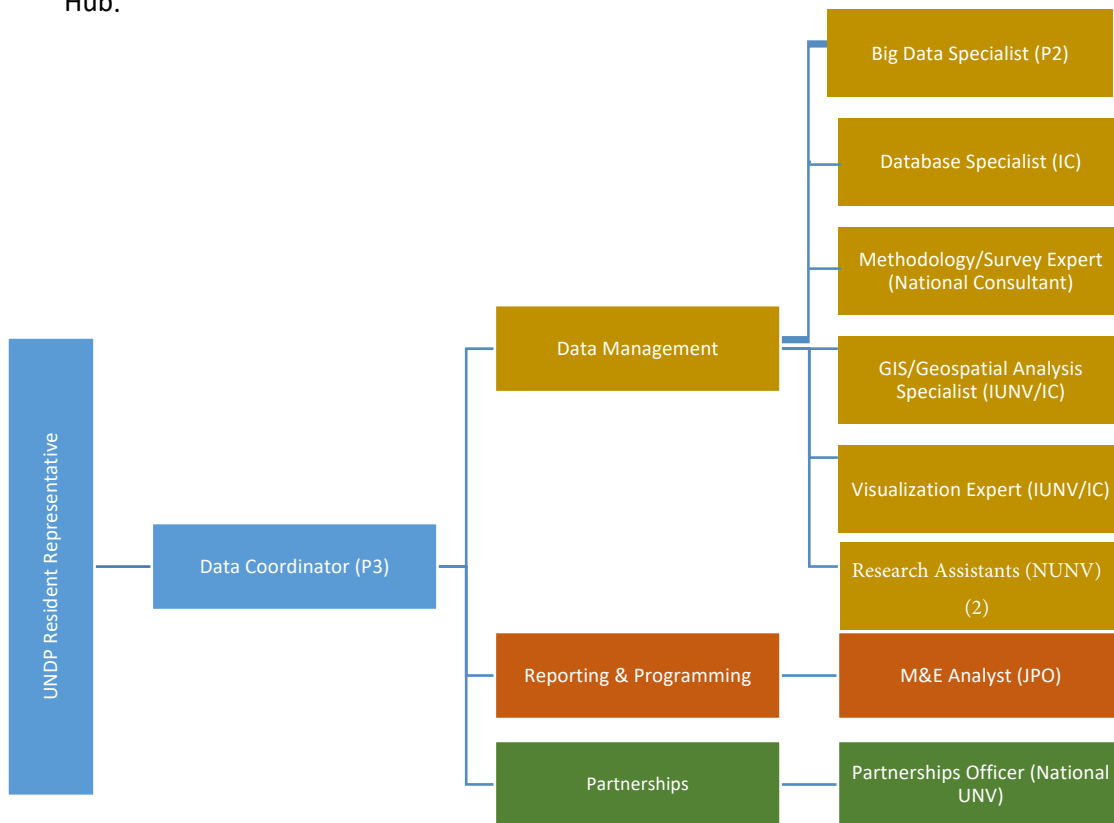 Hub.
Big Data Specialist (P2)
Database Specialist (IC)
Methodology/Survey Expert
(National Consultant)
Data Management
GIS/Geospatial Analysis
Specialist (IUNV/IC)
Visualization Expert (IUNV/IC)
UNDP Resident Representative
Data Coordinator (P3)
Research Assistants (NUNV)
(2)
Reporting & Programming
M&E Analyst (JPO)
Partnerships
Partnerships Officer (National
UNV)